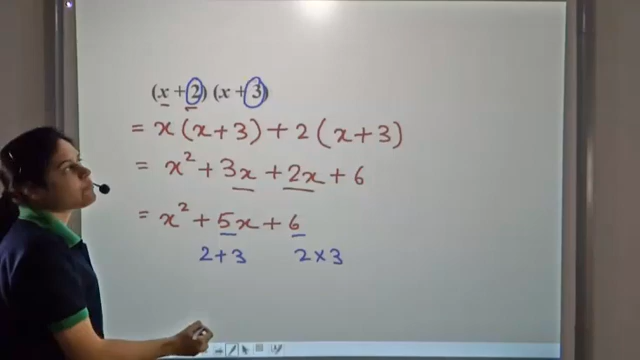 (x + 2) (x + 3)
= x (x + 3) + 2 (x + 3)
= x² + 3x + 2x + 6
= x² + 5x + 6
2 + 3 2 × 3